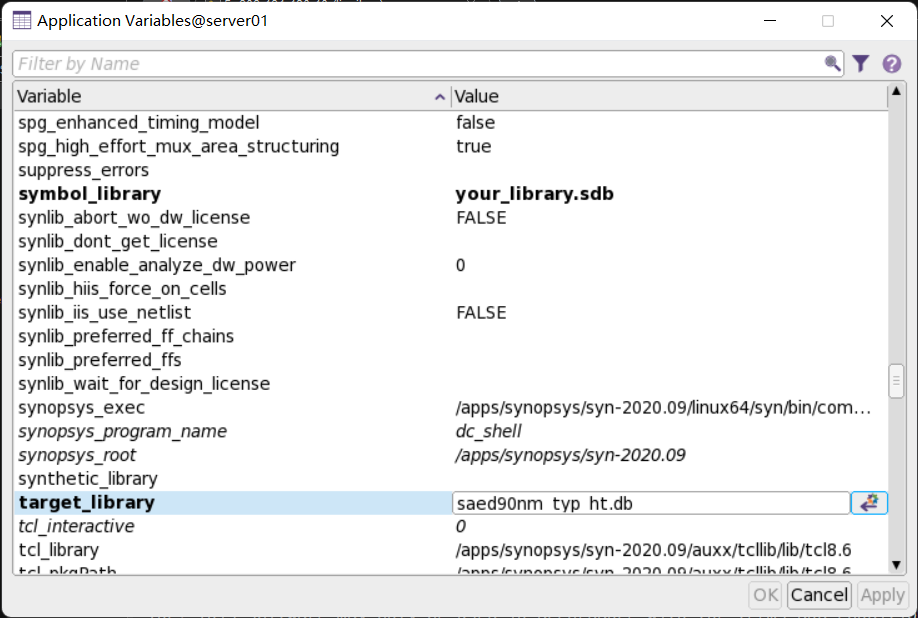 Application Variables@server01
Filter by Name
Variable Value
spg_enhanced_timing_model false
spg_high_effort_mux_area_structuring true
suppress_errors
symbol_library your_library.sdb
synlib_abort_wo_dw_license FALSE
synlib_dont_get_license
synlib_enable_analyze_dw_power 0
synlib_hiis_force_on_cells
synlib_iis_use_netlist FALSE
synlib_preferred_ff_chains
synlib_preferred_ffs
synlib_wait_for_design_license
synopsys_exec /apps/synopsys/syn-2020.09/linux64/syn/bin/com...
synopsys_program_name dc_shell
synopsys_root /apps/synopsys/syn-2020.09
synthetic_library
target_library saed90nm_typ_ht.db
tcl_interactive 0
tcl_library /apps/synopsys/syn-2020.09/auxx/tcllib/lib/tcl8.6
tcl_pkgPath /apps/synopsys/syn-2020.09/auxx/tcllib/lib/tcl8.6
OK Cancel Apply